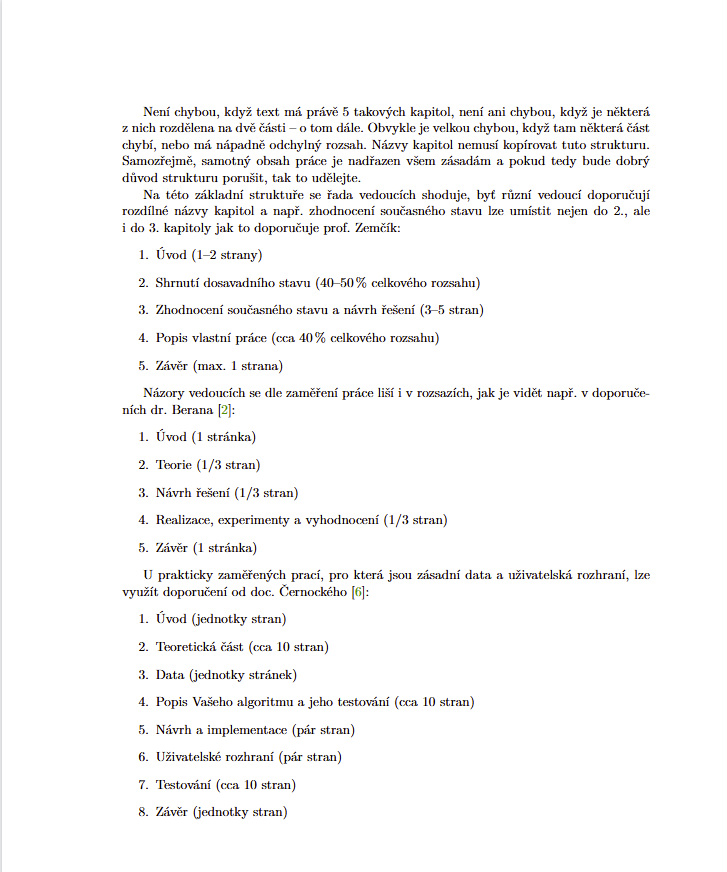 Není chybou, když text má právě 5 takových kapitol, není ani chybou, když je některá
z nich rozdělena na dvě části – o tom dále. Obvykle je velkou chybou, když tam některá část
chybí, nebo má nápadně odchylný rozsah. Názvy kapitol nemusí kopírovat tuto strukturu.
Samozřejmě, samotný obsah práce je nadřazen všem zásadám a pokud tedy bude dobrý
důvod strukturu porušit, tak to udělejte.
Na této základní struktuře se řada vedoucích shoduje, byť různí vedoucí doporučují
rozdílné názvy kapitol a např. zhodnocení současného stavu lze umístit nejen do 2., ale
i do 3. kapitoly jak to doporučuje prof. Zemčík:
1. Úvod (1–2 strany)
2. Shrnutí dosavadního stavu (40–50 % celkového rozsahu)
3. Zhodnocení současného stavu a návrh řešení (3–5 stran)
4. Popis vlastní práce (cca 40 % celkového rozsahu)
5. Závěr (max. 1 strana)
Názory vedoucích se dle zaměření práce liší i v rozsazích, jak je vidět např. v doporuče-
ních dr. Berana [2]:
1. Úvod (1 stránka)
2. Teorie (1/3 stran)
3. Návrh řešení (1/3 stran)
4. Realizace, experimenty a vyhodnocení (1/3 stran)
5. Závěr (1 stránka)
U prakticky zaměřených prací, pro která jsou zásadní data a uživatelská rozhraní, lze
využít doporučení od doc. Černockého [6]:
1. Úvod (jednotky stran)
2. Teoretická část (cca 10 stran)
3. Data (jednotky stránek)
4. Popis Vašeho algoritmu a jeho testování (cca 10 stran)
5. Návrh a implementace (pár stran)
6. Uživatelské rozhraní (pár stran)
7. Testování (cca 10 stran)
8. Závěr (jednotky stran)